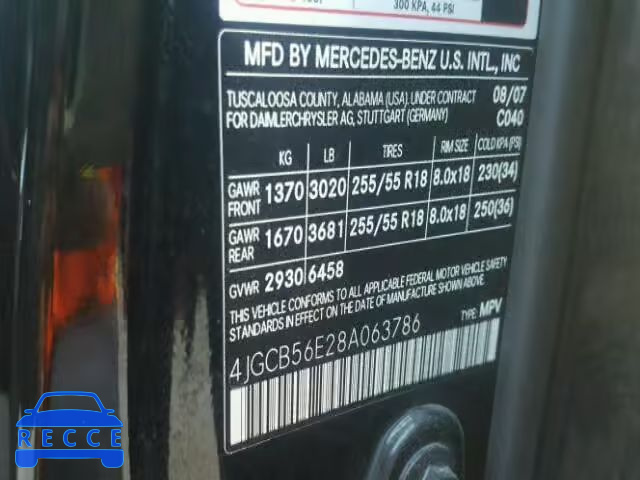 300 KPA, 44 PSI
MFD BY MERCEDES-BENZ U.S. INTL., INC
TUSCALOOSA COUNTY, ALABAMA (USA). UNDER CONTRACT 08/07
FOR DAIMLERCHRYSLER AG, STUTTGART (GERMANY) C040
KG LB TIRES RIM SIZE COLD KPA (PSI)
GAWR FRONT 1370 3020 255/55 R18 8.0x18 230(34)
GAWR REAR 1670 3681 255/55 R18 8.0x18 250(36)
GVWR 2930 6458
THIS VEHICLE CONFORMS TO ALL APPLICABLE FEDERAL MOTOR VEHICLE SAFETY
STANDARDS IN EFFECT ON THE DATE OF MANUFACTURE SHOWN ABOVE.
4JGCB56E28A063786 TYPE: MPV
RECCE